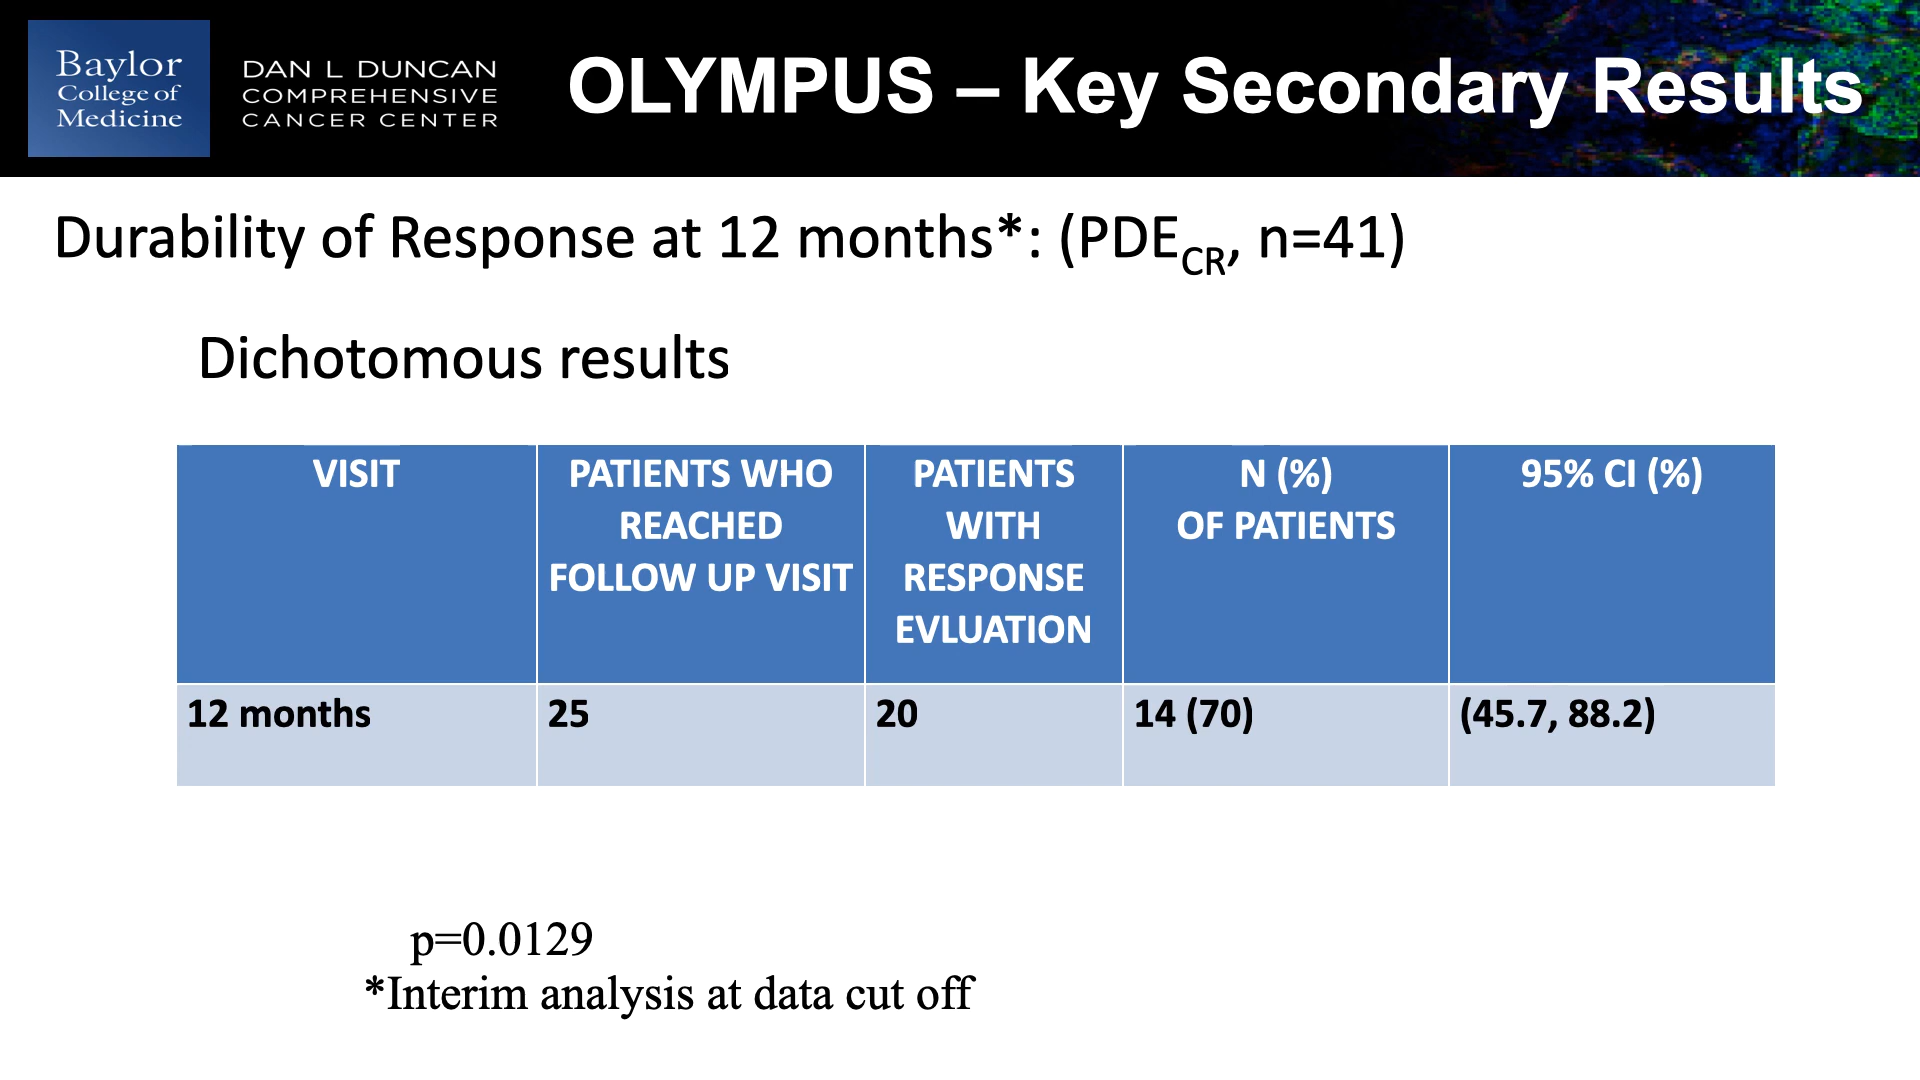 Baylor
College of
Medicine
DAN L DUNCAN
COMPREHENSIVE
CANCER CENTER
OLYMPUS – Key Secondary Results
Durability of Response at 12 months*: (PDECR, n=41)
Dichotomous results
VISIT
PATIENTS WHO
REACHED
FOLLOW UP VISIT
PATIENTS
WITH
RESPONSE
EVLUATION
N (%)
OF PATIENTS
95% CI (%)
12 months
25
20
14 (70)
(45.7, 88.2)
p=0.0129
*Interim analysis at data cut off